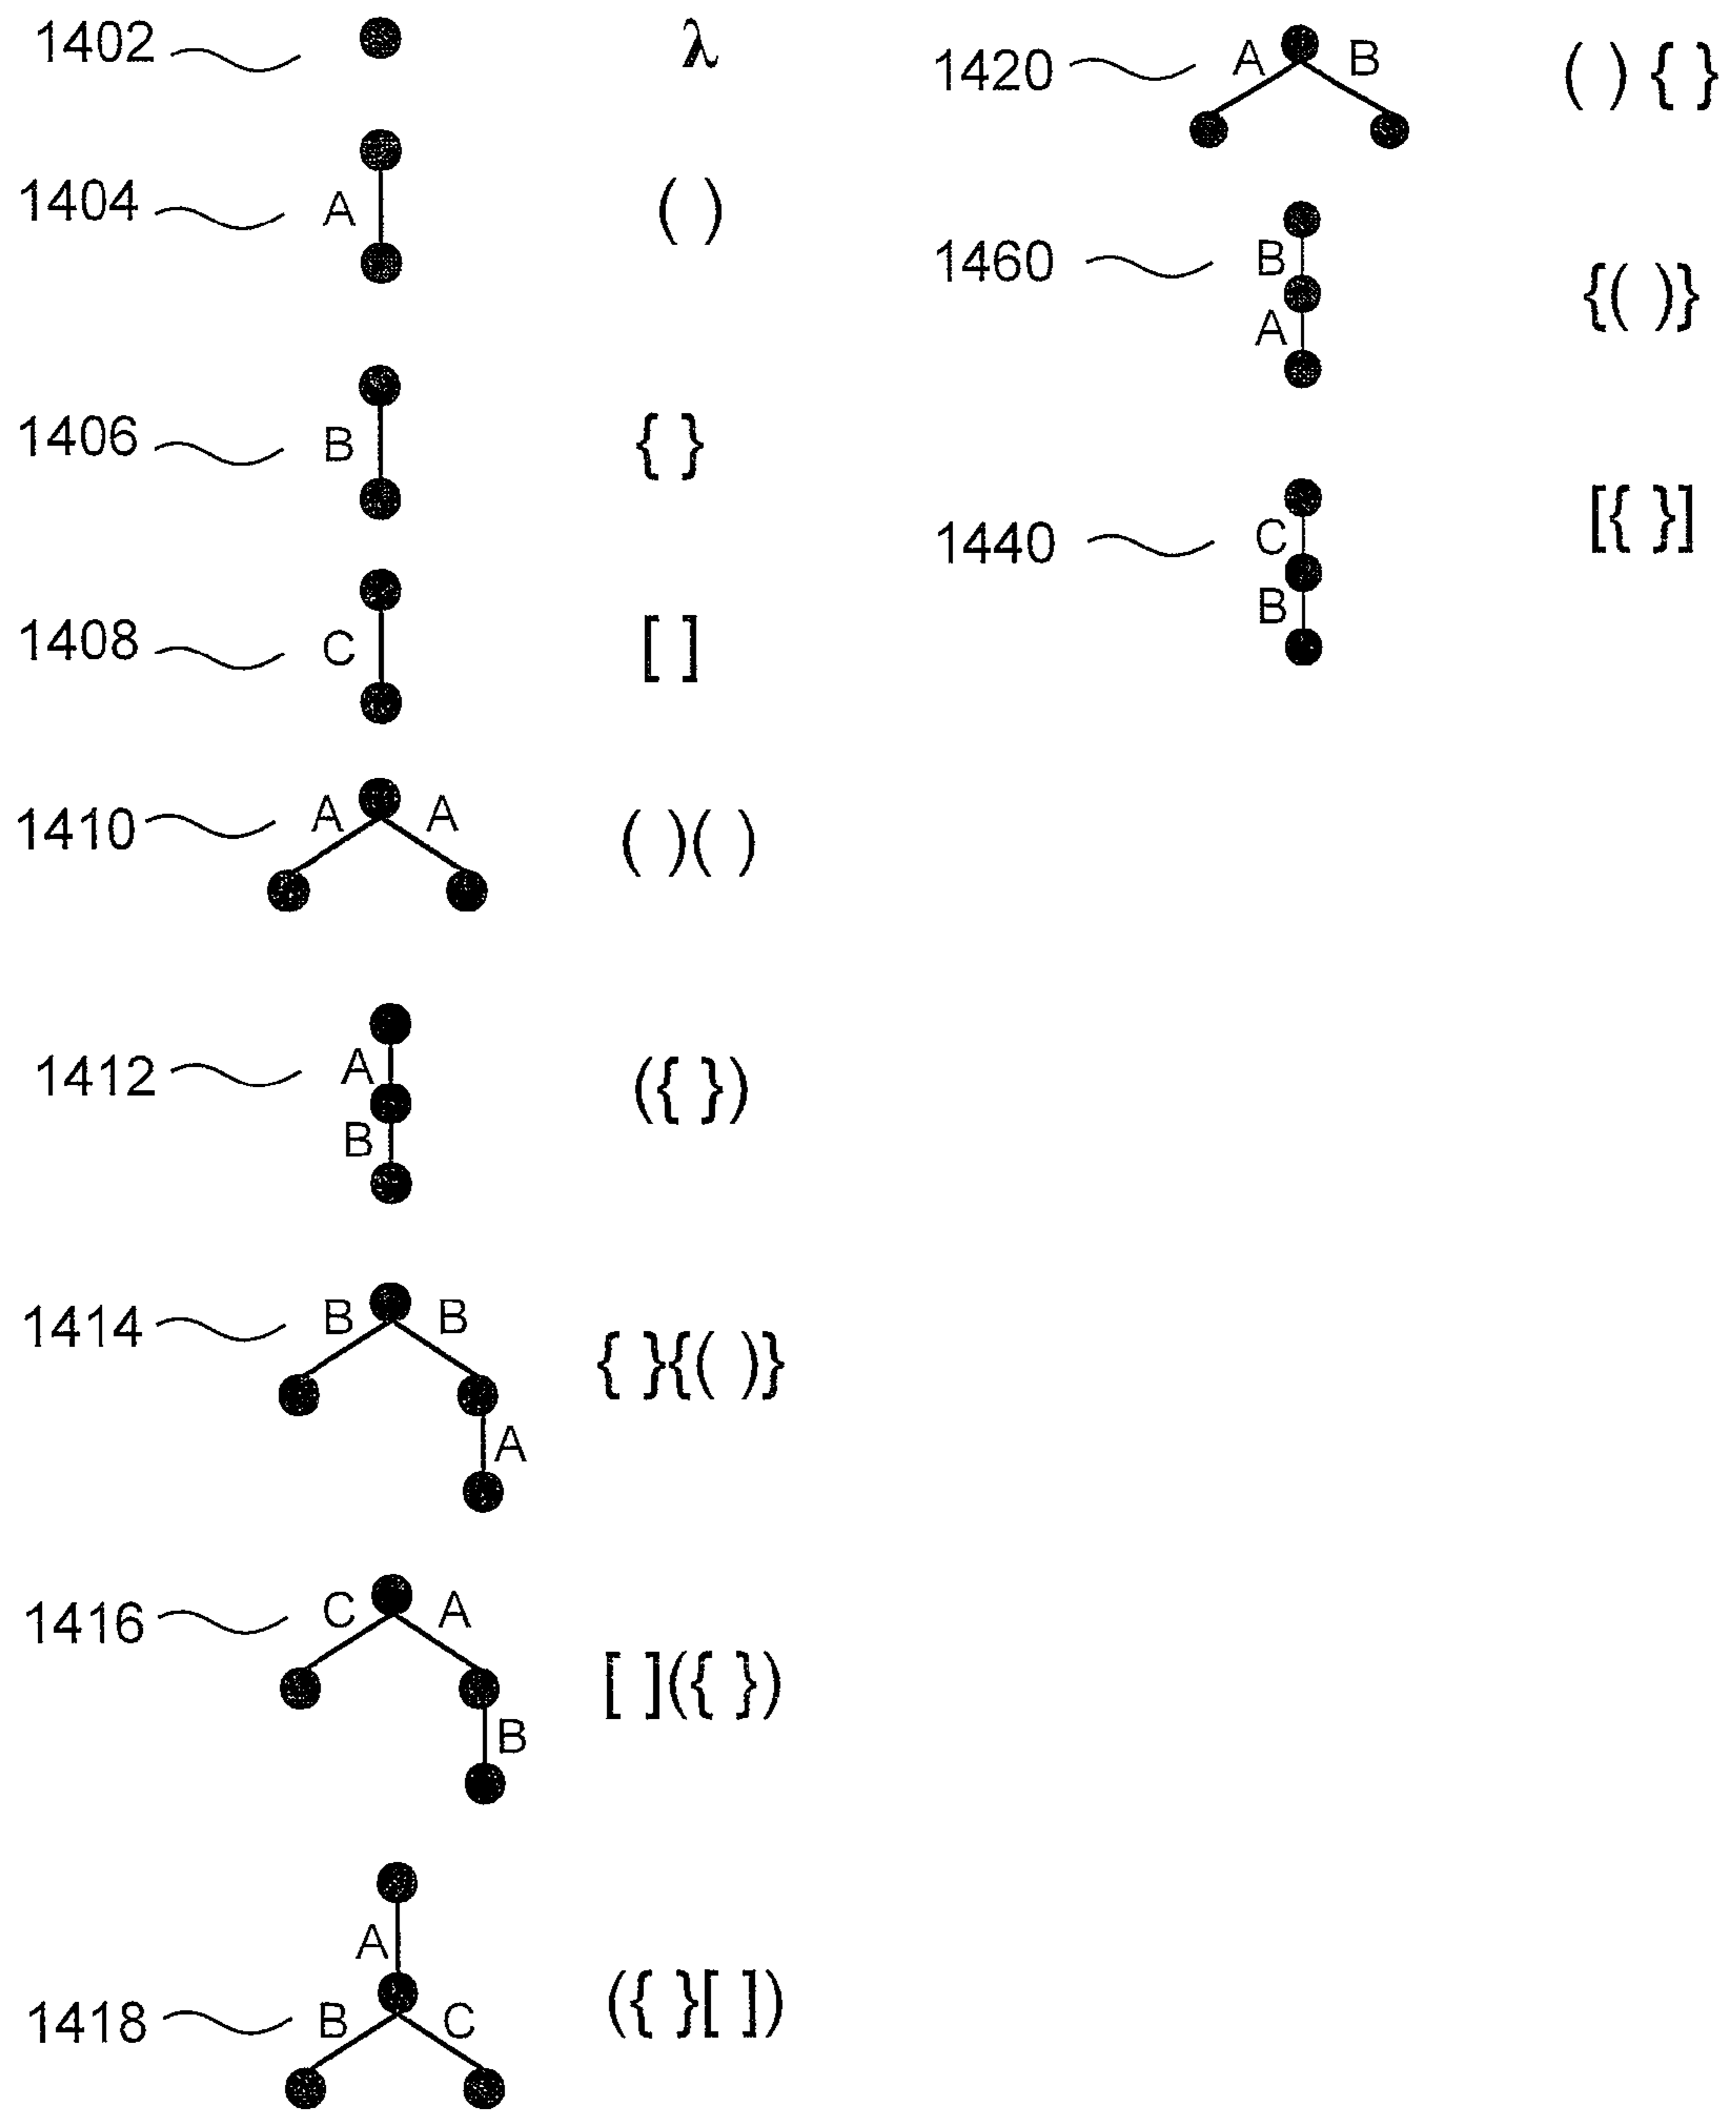 1402 λ
1404 A ( )
1406 B { }
1408 C [ ]
1410 A A ( )( )
1412 A B ({ })
1414 B B A { }{( )}
1416 C A B [ ]({ })
1418 A B C ({ }[ ])
1420 A B ( ) { }
1460 B A {( )}
1440 C B [{ }]